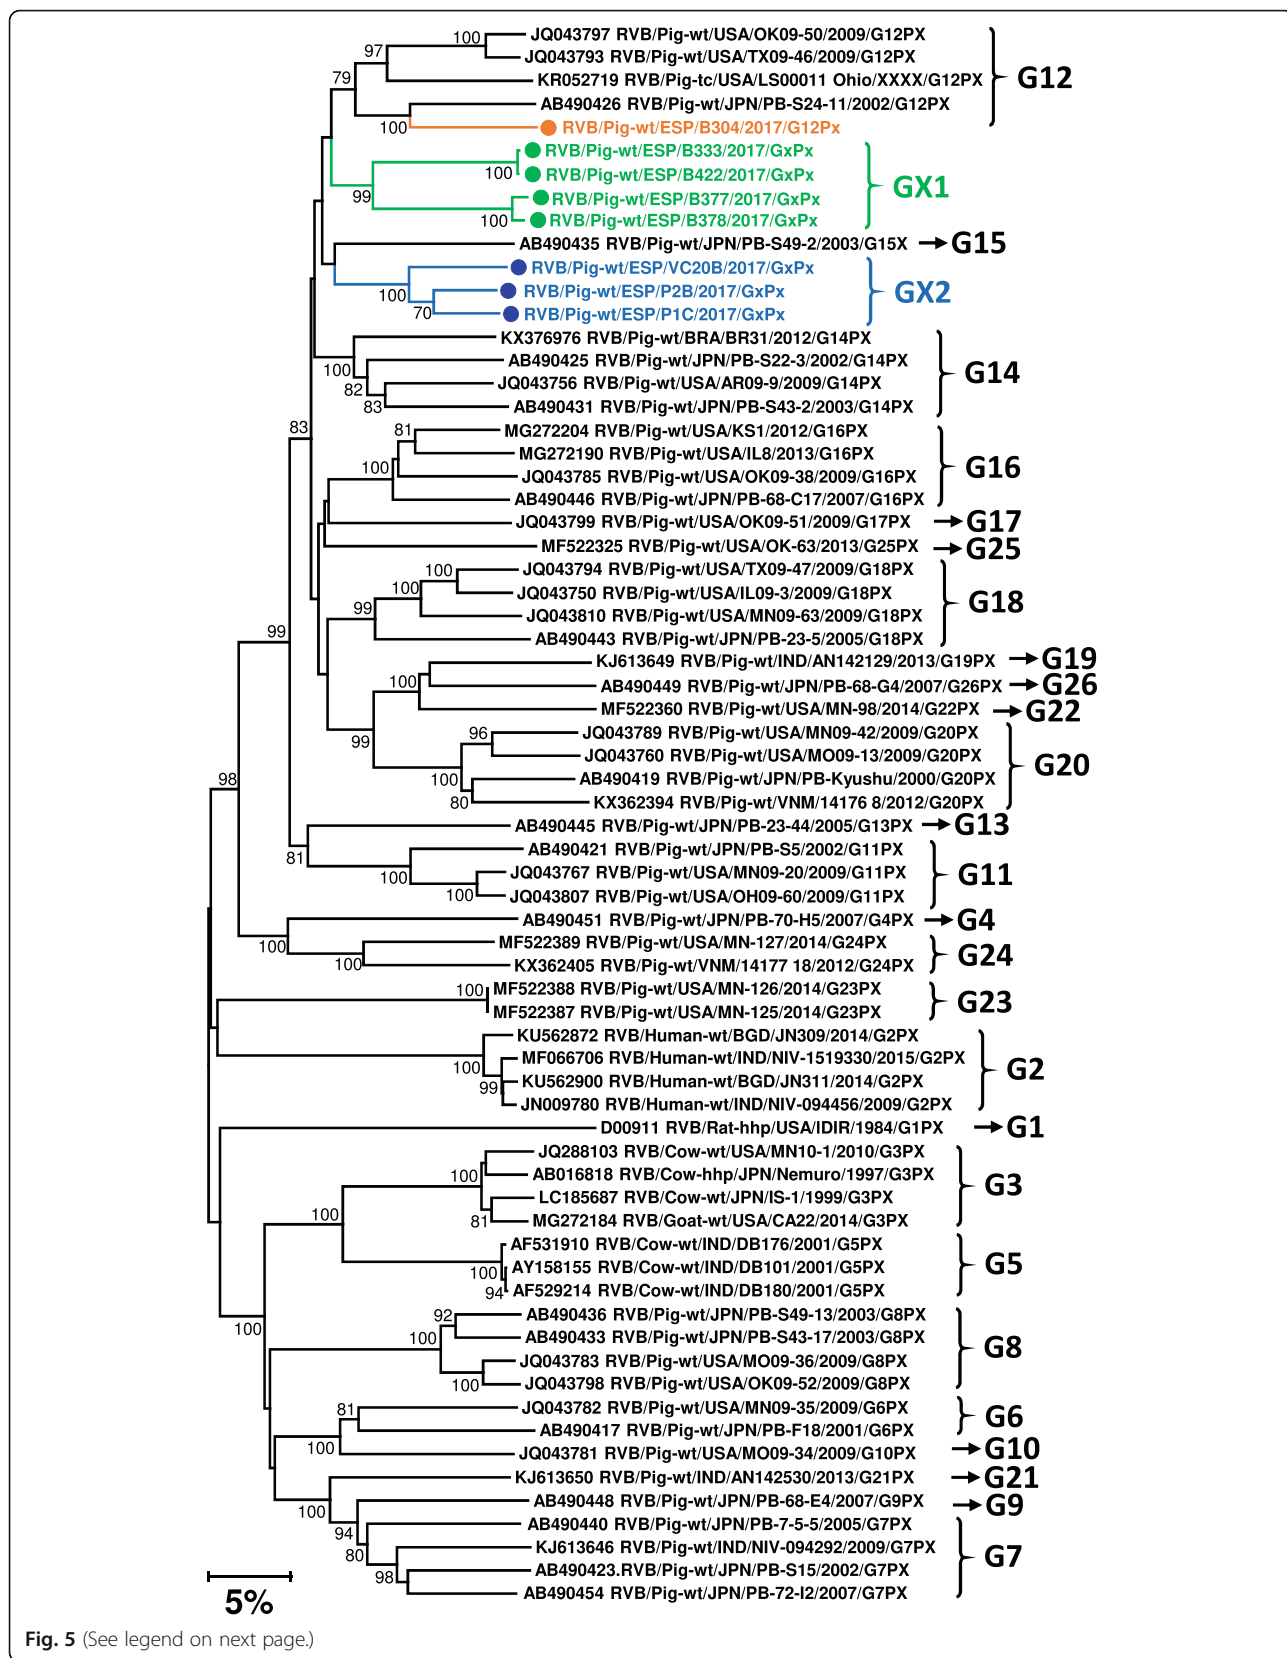 100 JQ043797 RVB/Pig-wt/USA/OK09-50/2009/G12PX
97 JQ043793 RVB/Pig-wt/USA/TX09-46/2009/G12PX
79 KR052719 RVB/Pig-tc/USA/LS00011 Ohio/XXXX/G12PX G12
AB490426 RVB/Pig-wt/JPN/PB-S24-11/2002/G12PX
100 RVB/Pig-wt/ESP/B304/2017/G12Px
RVB/Pig-wt/ESP/B333/2017/GxPx
100 RVB/Pig-wt/ESP/B422/2017/GxPx GX1
99 RVB/Pig-wt/ESP/B377/2017/GxPx
100 RVB/Pig-wt/ESP/B378/2017/GxPx
AB490435 RVB/Pig-wt/JPN/PB-S49-2/2003/G15X G15
RVB/Pig-wt/ESP/VC20B/2017/GxPx
100 RVB/Pig-wt/ESP/P2B/2017/GxPx GX2
70 RVB/Pig-wt/ESP/P1C/2017/GxPx
KX376976 RVB/Pig-wt/BRA/BR31/2012/G14PX
100 AB490425 RVB/Pig-wt/JPN/PB-S22-3/2002/G14PX G14
82 JQ043756 RVB/Pig-wt/USA/AR09-9/2009/G14PX
83 AB490431 RVB/Pig-wt/JPN/PB-S43-2/2003/G14PX
83 81 MG272204 RVB/Pig-wt/USA/KS1/2012/G16PX
MG272190 RVB/Pig-wt/USA/IL8/2013/G16PX G16
100 JQ043785 RVB/Pig-wt/USA/OK09-38/2009/G16PX
AB490446 RVB/Pig-wt/JPN/PB-68-C17/2007/G16PX
JQ043799 RVB/Pig-wt/USA/OK09-51/2009/G17PX G17
MF522325 RVB/Pig-wt/USA/OK-63/2013/G25PX G25
100 JQ043794 RVB/Pig-wt/USA/TX09-47/2009/G18PX
100 JQ043750 RVB/Pig-wt/USA/IL09-3/2009/G18PX G18
99 JQ043810 RVB/Pig-wt/USA/MN09-63/2009/G18PX
99 AB490443 RVB/Pig-wt/JPN/PB-23-5/2005/G18PX
KJ613649 RVB/Pig-wt/IND/AN142129/2013/G19PX G19
100 AB490449 RVB/Pig-wt/JPN/PB-68-G4/2007/G26PX G26
MF522360 RVB/Pig-wt/USA/MN-98/2014/G22PX G22
99 96 JQ043789 RVB/Pig-wt/USA/MN09-42/2009/G20PX
JQ043760 RVB/Pig-wt/USA/MO09-13/2009/G20PX G20
98 100 AB490419 RVB/Pig-wt/JPN/PB-Kyushu/2000/G20PX
80 KX362394 RVB/Pig-wt/VNM/14176 8/2012/G20PX
AB490445 RVB/Pig-wt/JPN/PB-23-44/2005/G13PX G13
81 AB490421 RVB/Pig-wt/JPN/PB-S5/2002/G11PX
100 JQ043767 RVB/Pig-wt/USA/MN09-20/2009/G11PX G11
100 JQ043807 RVB/Pig-wt/USA/OH09-60/2009/G11PX
AB490451 RVB/Pig-wt/JPN/PB-70-H5/2007/G4PX G4
100 MF522389 RVB/Pig-wt/USA/MN-127/2014/G24PX G24
100 KX362405 RVB/Pig-wt/VNM/14177 18/2012/G24PX
100 MF522388 RVB/Pig-wt/USA/MN-126/2014/G23PX G23
MF522387 RVB/Pig-wt/USA/MN-125/2014/G23PX
KU562872 RVB/Human-wt/BGD/JN309/2014/G2PX
100 MF066706 RVB/Human-wt/IND/NIV-1519330/2015/G2PX G2
99 KU562900 RVB/Human-wt/BGD/JN311/2014/G2PX
JN009780 RVB/Human-wt/IND/NIV-094456/2009/G2PX
D00911 RVB/Rat-hhp/USA/IDIR/1984/G1PX G1
JQ288103 RVB/Cow-wt/USA/MN10-1/2010/G3PX
100 AB016818 RVB/Cow-hhp/JPN/Nemuro/1997/G3PX G3
LC185687 RVB/Cow-wt/JPN/IS-1/1999/G3PX
100 81 MG272184 RVB/Goat-wt/USA/CA22/2014/G3PX
AF531910 RVB/Cow-wt/IND/DB176/2001/G5PX
100 AY158155 RVB/Cow-wt/IND/DB101/2001/G5PX G5
94 AF529214 RVB/Cow-wt/IND/DB180/2001/G5PX
100 92 AB490436 RVB/Pig-wt/JPN/PB-S49-13/2003/G8PX
100 AB490433 RVB/Pig-wt/JPN/PB-S43-17/2003/G8PX G8
JQ043783 RVB/Pig-wt/USA/MO09-36/2009/G8PX
100 JQ043798 RVB/Pig-wt/USA/OK09-52/2009/G8PX
81 JQ043782 RVB/Pig-wt/USA/MN09-35/2009/G6PX G6
AB490417 RVB/Pig-wt/JPN/PB-F18/2001/G6PX
100 JQ043781 RVB/Pig-wt/USA/MO09-34/2009/G10PX G10
KJ613650 RVB/Pig-wt/IND/AN142530/2013/G21PX G21
100 AB490448 RVB/Pig-wt/JPN/PB-68-E4/2007/G9PX G9
94 AB490440 RVB/Pig-wt/JPN/PB-7-5-5/2005/G7PX
80 KJ613646 RVB/Pig-wt/IND/NIV-094292/2009/G7PX G7
98 AB490423.RVB/Pig-wt/JPN/PB-S15/2002/G7PX
AB490454 RVB/Pig-wt/JPN/PB-72-I2/2007/G7PX
5%
Fig. 5 (See legend on next page.)